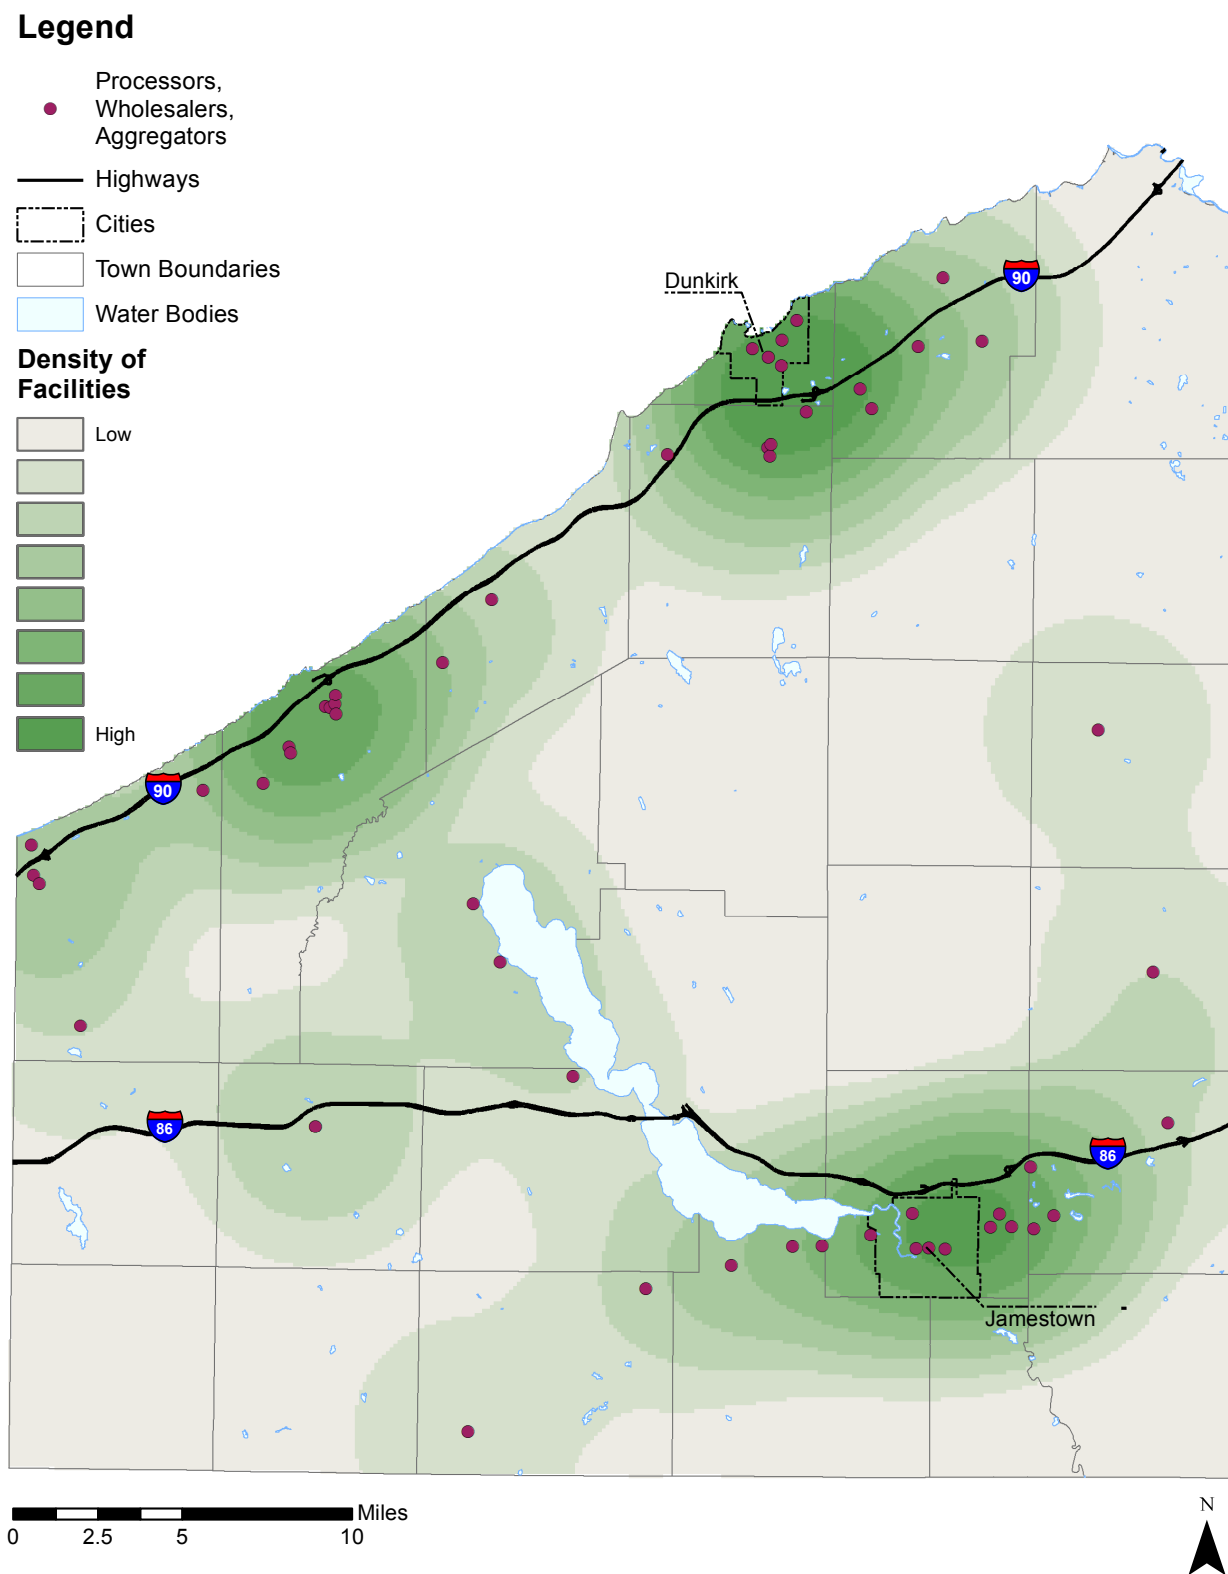 Legend
Processors,
Wholesalers,
Aggregators
Highways
Cities
Town Boundaries
Water Bodies
Density of
Facilities
Low
High
Dunkirk
90
90
86
86
Jamestown
Miles
0 2.5 5 10
N